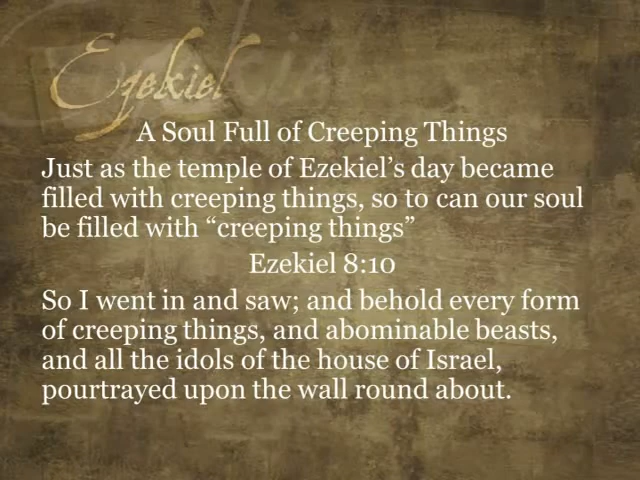 Ezekiel
A Soul Full of Creeping Things
Just as the temple of Ezekiel’s day became
filled with creeping things, so to can our soul
be filled with “creeping things”
Ezekiel 8:10
So I went in and saw; and behold every form
of creeping things, and abominable beasts,
and all the idols of the house of Israel,
pourtrayed upon the wall round about.